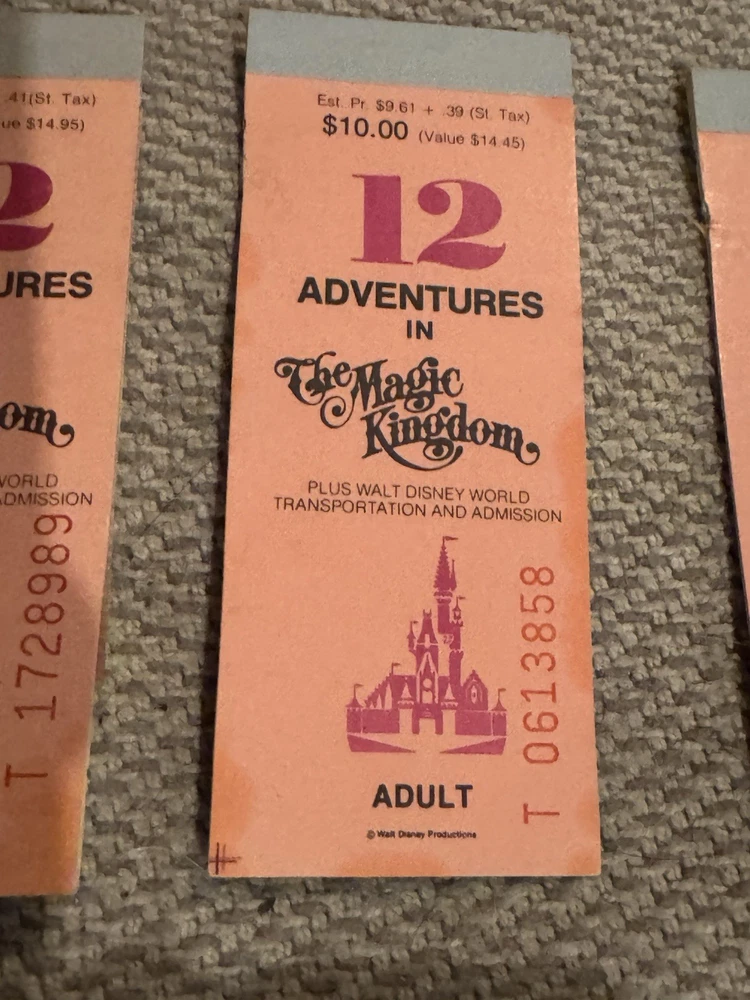 .41(St. Tax)
ue $14.95)
2
URES
om,
WORLD
ADMISSION
T 1728989
Est. Pr. $9.61 + .39 (St. Tax)
$10.00 (Value $14.45)
12
ADVENTURES
IN
The Magic
Kingdom
PLUS WALT DISNEY WORLD
TRANSPORTATION AND ADMISSION
T 0613858
ADULT
© Walt Disney Productions